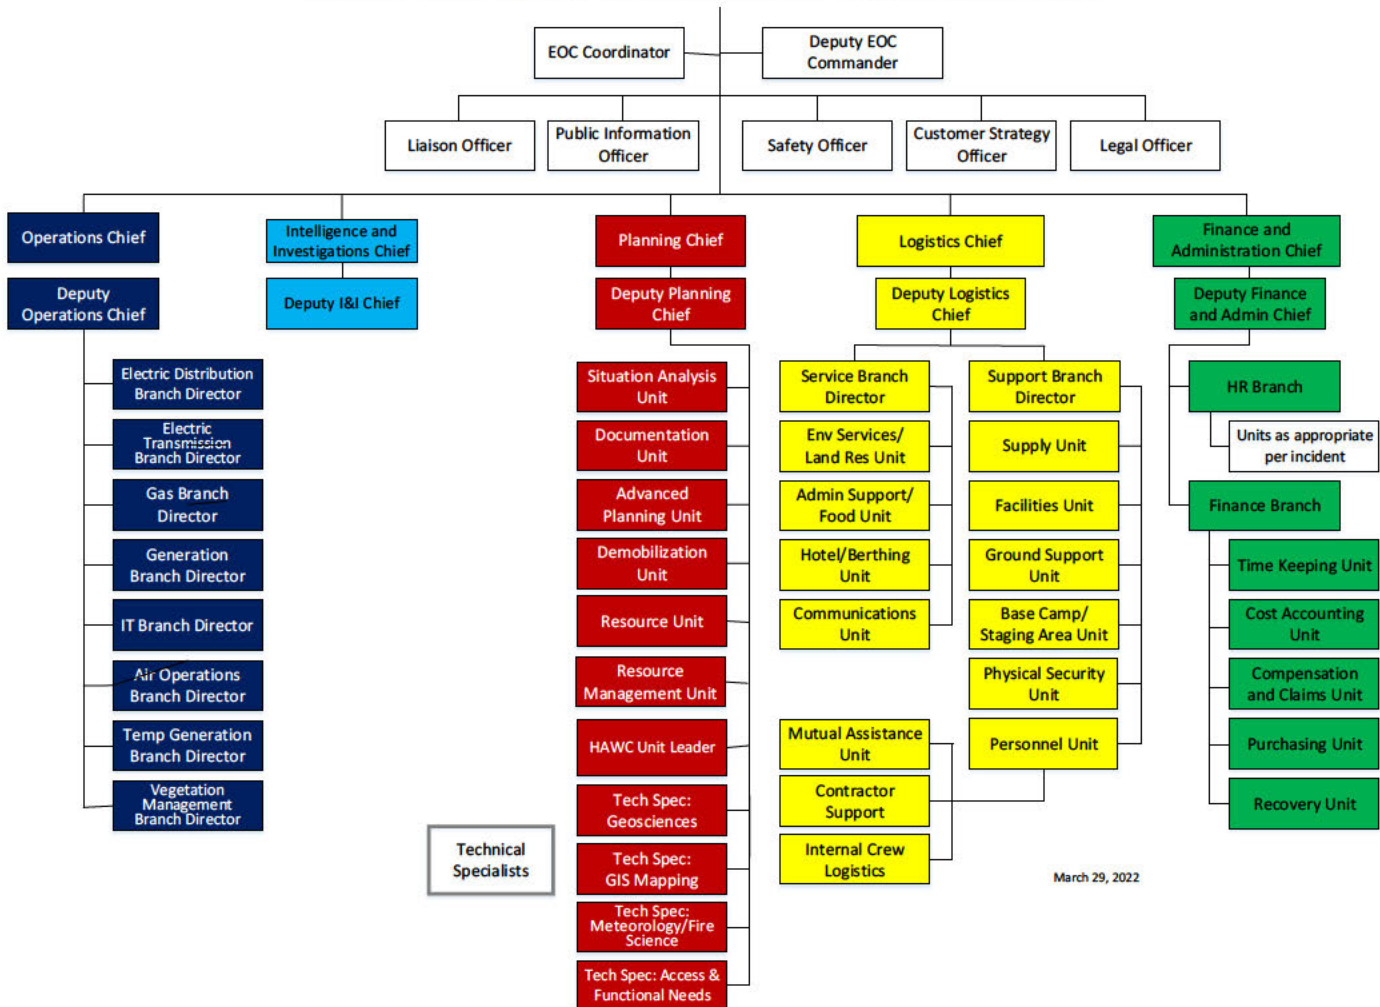 EOC Coordinator
Deputy EOC
Commander
Liaison Officer
Public Information
Officer
Safety Officer
Customer Strategy
Officer
Legal Officer
Operations Chief
Intelligence and
Investigations Chief
Planning Chief
Logistics Chief
Finance and
Administration Chief
Deputy
Operations Chief
Deputy I&I Chief
Deputy Planning
Chief
Deputy Logistics
Chief
Deputy Finance
and Admin Chief
Electric Distribution
Branch Director
Electric
Transmission
Branch Director
Gas Branch
Director
Generation
Branch Director
IT Branch Director
Air Operations
Branch Director
Temp Generation
Branch Director
Vegetation
Management
Branch Director
Technical
Specialists
Situation Analysis
Unit
Documentation
Unit
Advanced
Planning Unit
Demobilization
Unit
Resource Unit
Resource
Management Unit
HAWC Unit Leader
Tech Spec:
Geosciences
Tech Spec:
GIS Mapping
Tech Spec:
Meteorology/Fire
Science
Tech Spec: Access &
Functional Needs
Service Branch
Director
Env Services/
Land Res Unit
Admin Support/
Food Unit
Hotel/Berthing
Unit
Communications
Unit
Mutual Assistance
Unit
Contractor
Support
Internal Crew
Logistics
Support Branch
Director
Supply Unit
Facilities Unit
Ground Support
Unit
Base Camp/
Staging Area Unit
Physical Security
Unit
Personnel Unit
HR Branch
Units as appropriate
per incident
Finance Branch
Time Keeping Unit
Cost Accounting
Unit
Compensation
and Claims Unit
Purchasing Unit
Recovery Unit
March 29, 2022